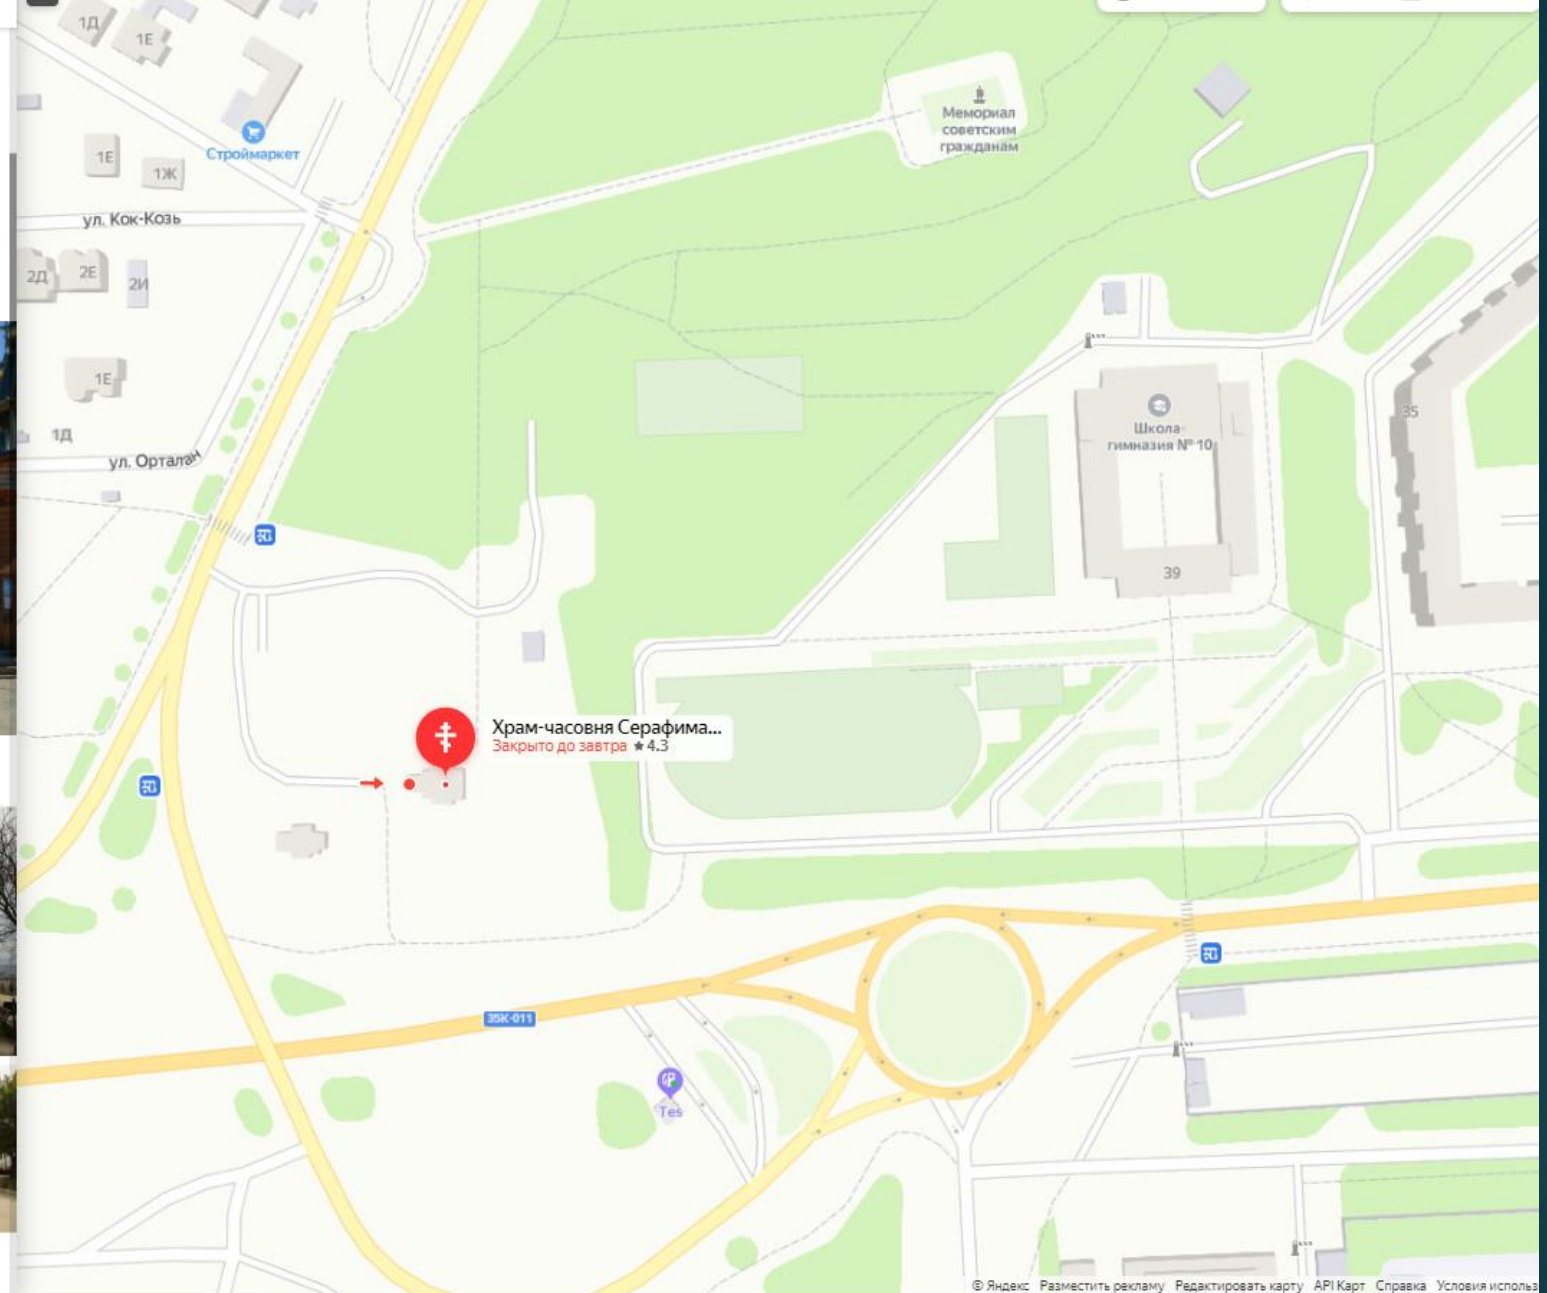 1Д
1Е
Строймаркет
Мемориал
советским
гражданам
1Е
1Ж
ул. Кок-Козь
2Д
2Е
2И
1Е
1Д
ул. Орталан
35
Школа-
гимназия № 10
39
Храм-часовня Серафима...
Закрыто до завтра ★ 4.3
35К-011
Tes
© Яндекс Разместить рекламу Редактировать карту API Карт Справка Условия использ